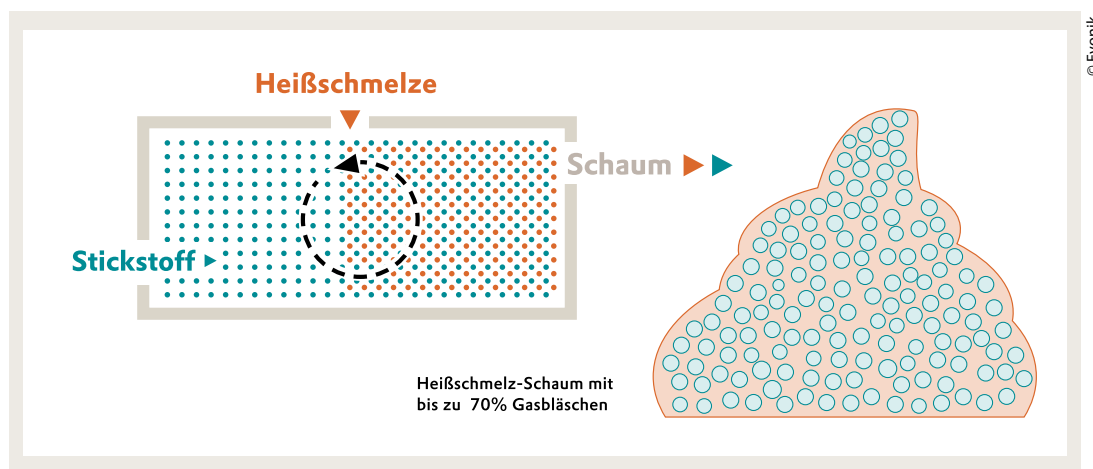 Heißschmelze
Schaum
Stickstoff
Heißschmelz-Schaum mit
bis zu 70% Gasbläschen
© Evonik